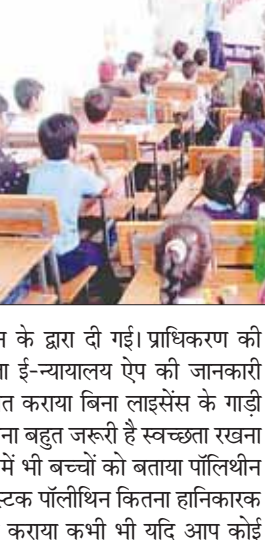 के द्वारा दी गई। प्राधिकरण की
ई-न्यायालय ऐप की जानकारी
कराया बिना लाइसेंस के गाड़ी
बहुत जरूरी है स्वच्छता रखना
में भी बच्चों को बताया पॉलिथीन
पॉलीथिन कितना हानिकारक
कराया कभी भी यदि आप कोई